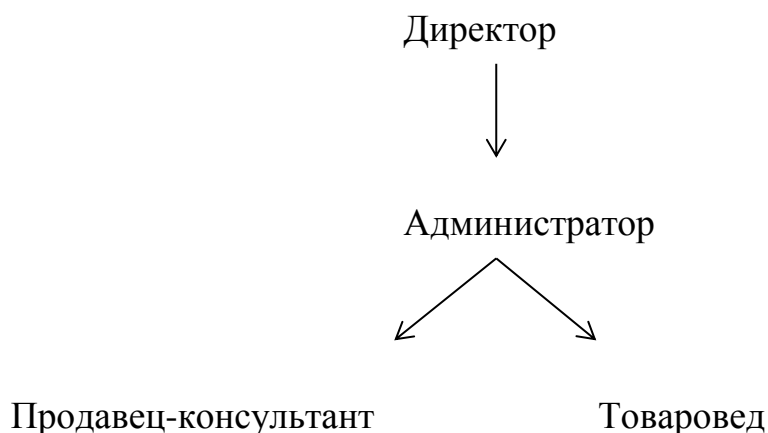 Директор
Администратор
Продавец-консультант Товаровед